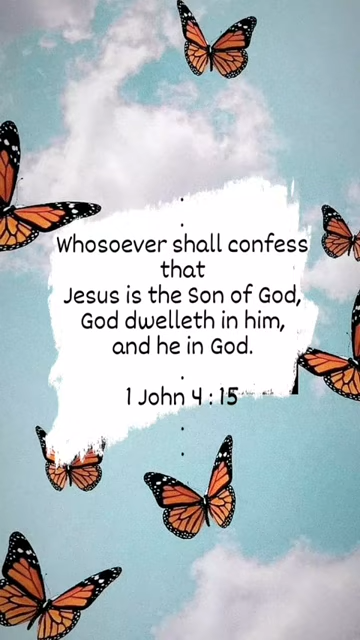 Whosoever shall confess
that
Jesus is the Son of God,
God dwelleth in him,
and he in God.
.
1 John 4 : 15